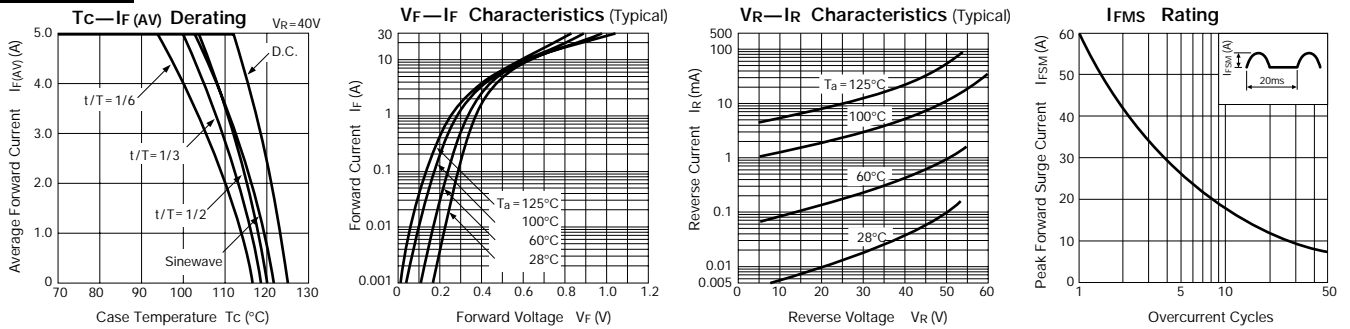 Tc—IF(AV) Derating
VR=40V
Average Forward Current IF(AV) (A)
5.0
4.0
3.0
2.0
1.0
0
D.C.
t/T=1/6
t/T=1/3
t/T=1/2
Sinewave
70 80 90 100 110 120 130
Case Temperature Tc (°C)
VF—IF Characteristics (Typical)
Forward Current IF (A)
30
10
1
0.1
0.01
0.001
Ta=125°C
100°C
60°C
28°C
0 0.2 0.4 0.6 0.8 1.0 1.2
Forward Voltage VF (V)
VR—IR Characteristics (Typical)
Reverse Current IR (mA)
500
100
10
1
0.1
0.01
0.005
Ta=125°C
100°C
60°C
28°C
0 10 20 30 40 50 60
Reverse Voltage VR (V)
IFMS Rating
Peak Forward Surge Current IFSM (A)
60
50
40
30
20
10
0
IFSM (A)
20ms
1 5 10 50
Overcurrent Cycles